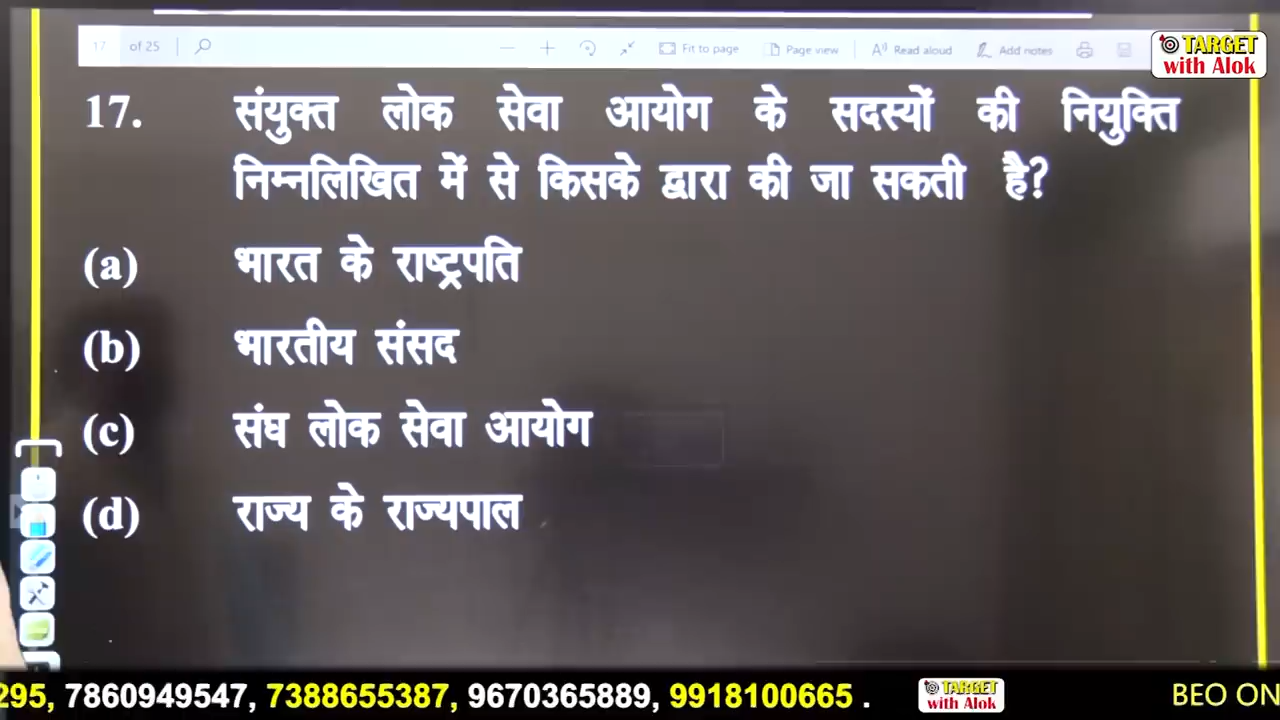 17 of 25 Fit to page Page view Read aloud Add notes
TARGET
with Alok
17. संयुक्त लोक सेवा आयोग के सदस्यों की नियुक्ति
निम्नलिखित में से किसके द्वारा की जा सकती है?
(a) भारत के राष्ट्रपति
(b) भारतीय संसद
(c) संघ लोक सेवा आयोग
(d) राज्य के राज्यपाल
295, 7860949547, 7388655387, 9670365889, 9918100665 . TARGET with Alok BEO ON